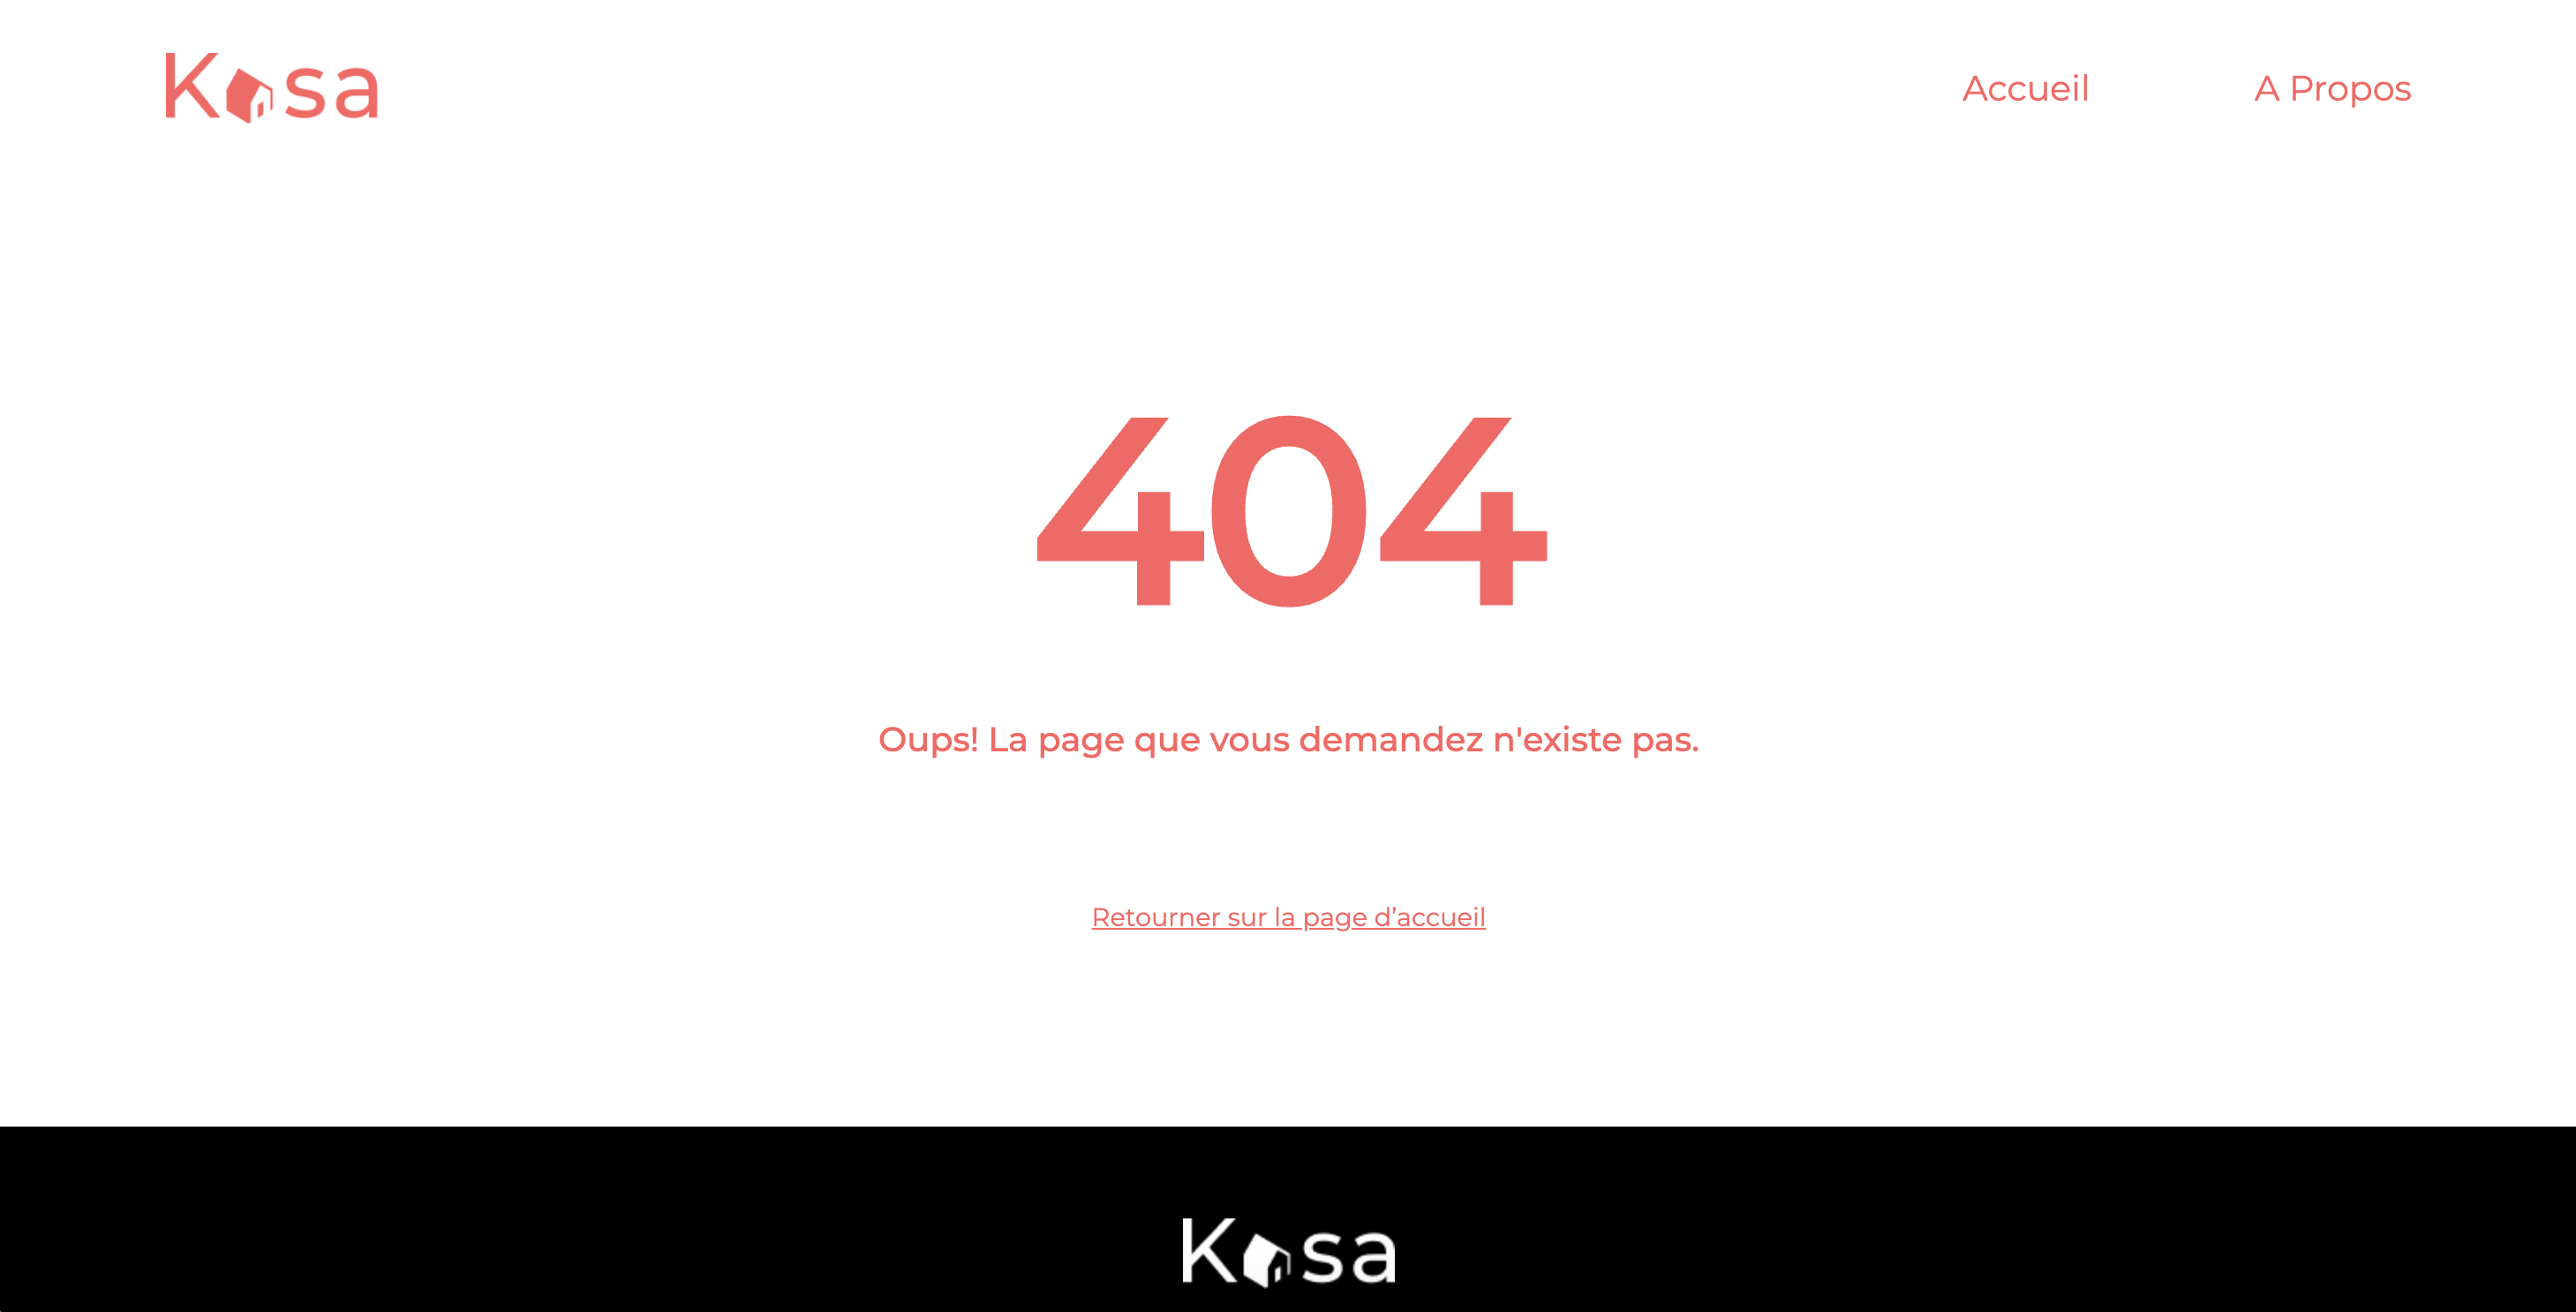 Kasa
Accueil
A Propos
404
Oups! La page que vous demandez n'existe pas.
Retourner sur la page d’accueil
Kasa